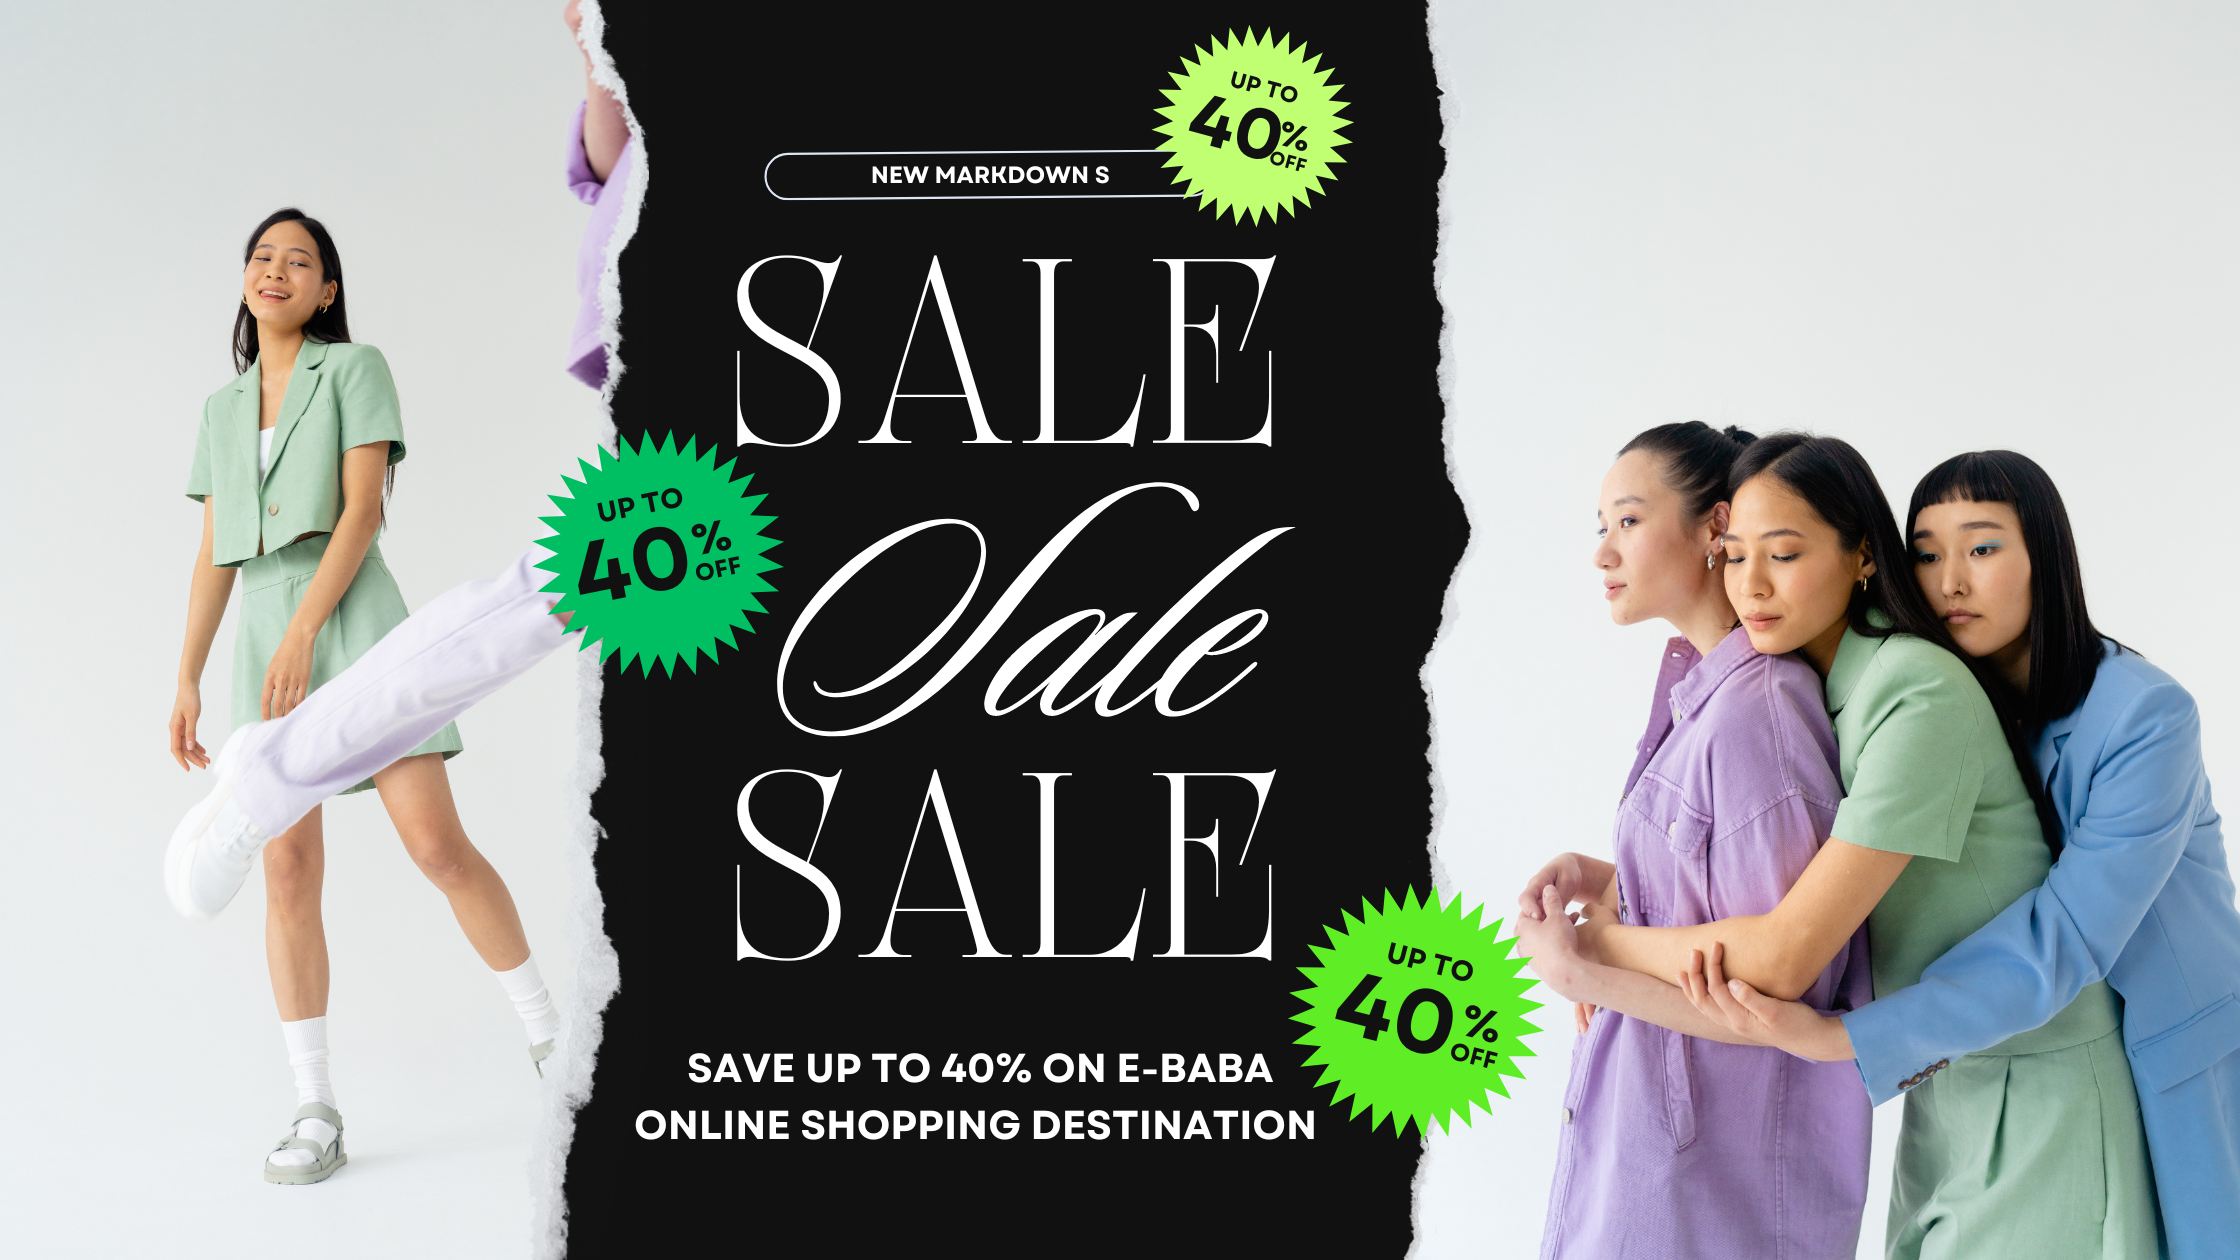 UP TO
40%
OFF
NEW MARKDOWN S
SALE
Sale
SALE
UP TO
40%
OFF
UP TO
40%
OFF
SAVE UP TO 40% ON E-BABA
ONLINE SHOPPING DESTINATION